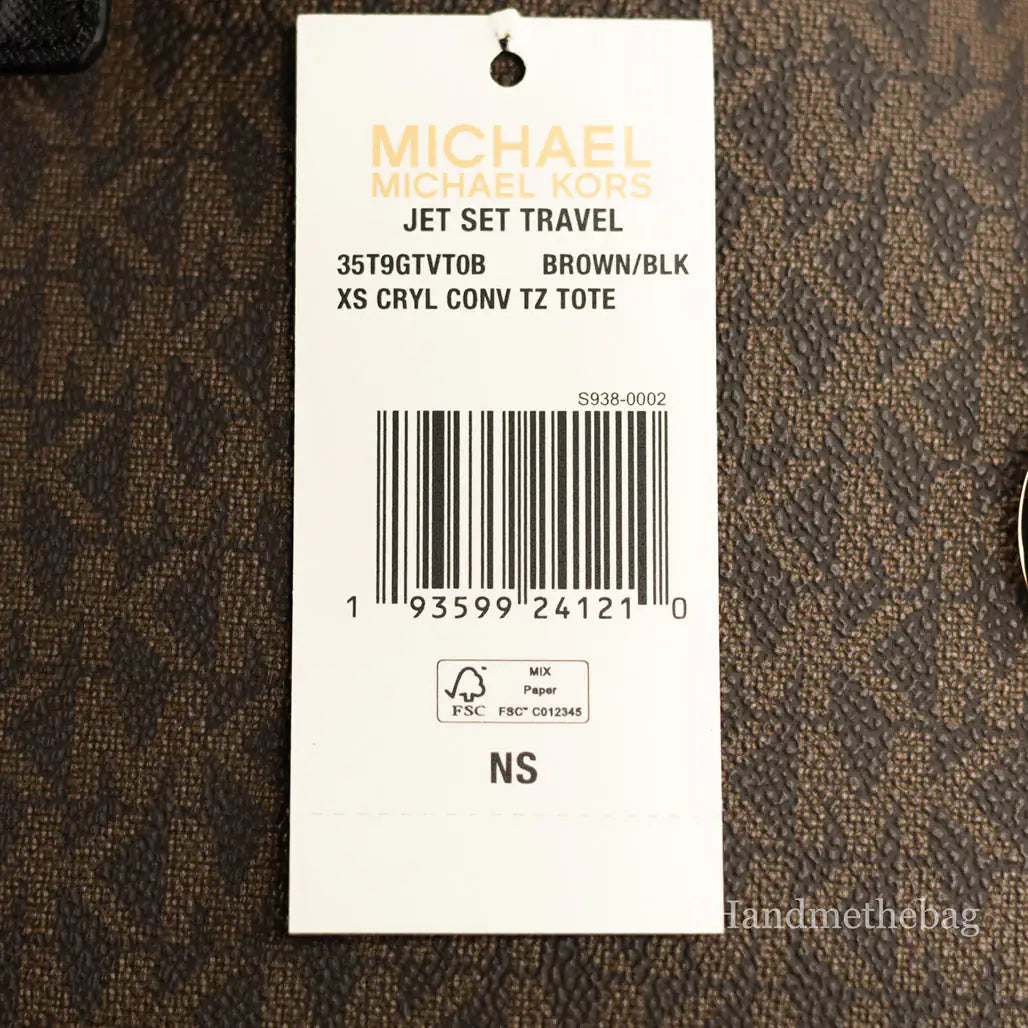 MICHAEL
MICHAEL KORS
JET SET TRAVEL
35T9GTVT0B BROWN/BLK
XS CRYL CONV TZ TOTE
S938-0002
1 93599 24121 0
FSC
MIX
Paper
FSC™ C012345
NS
Handmethebag